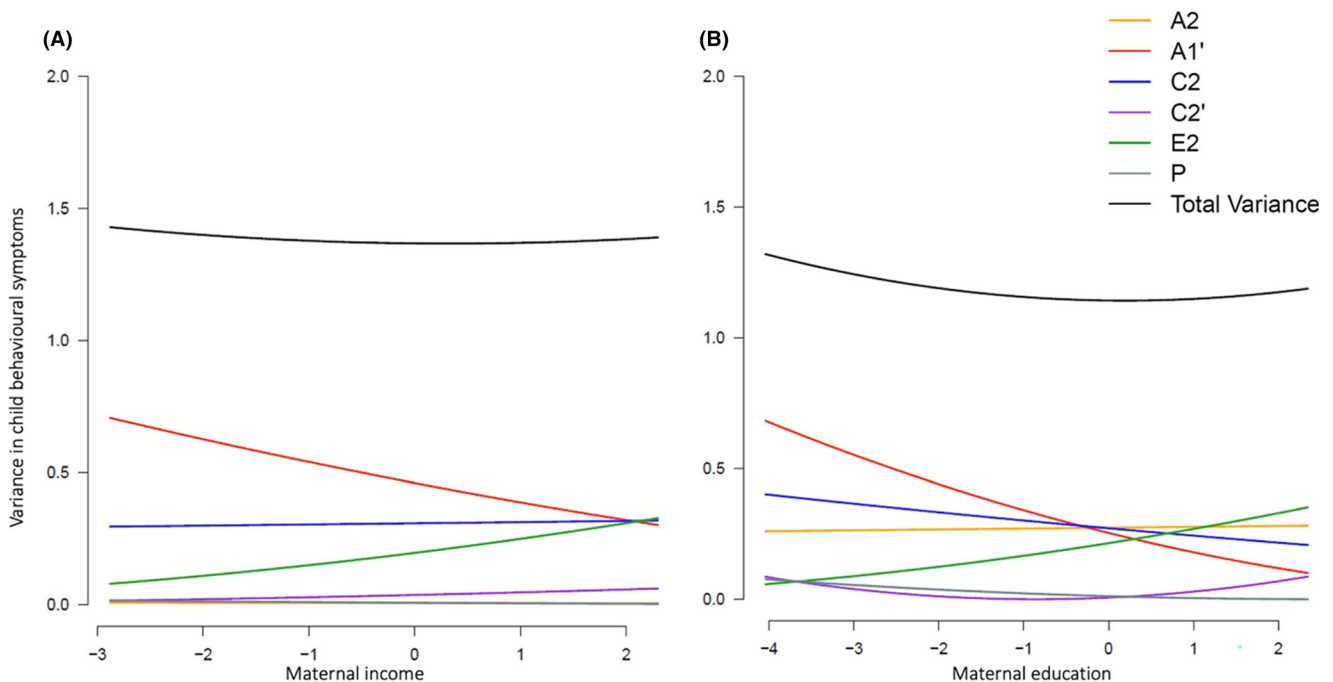 (A)
Variance in child behavioural symptoms
2.0
1.5
1.0
0.5
0.0
−3
−2
−1
0
1
2
Maternal income
(B)
2.0
1.5
1.0
0.5
0.0
−4
−3
−2
−1
0
1
2
Maternal education
A2
A1'
C2
C2'
E2
P
Total Variance